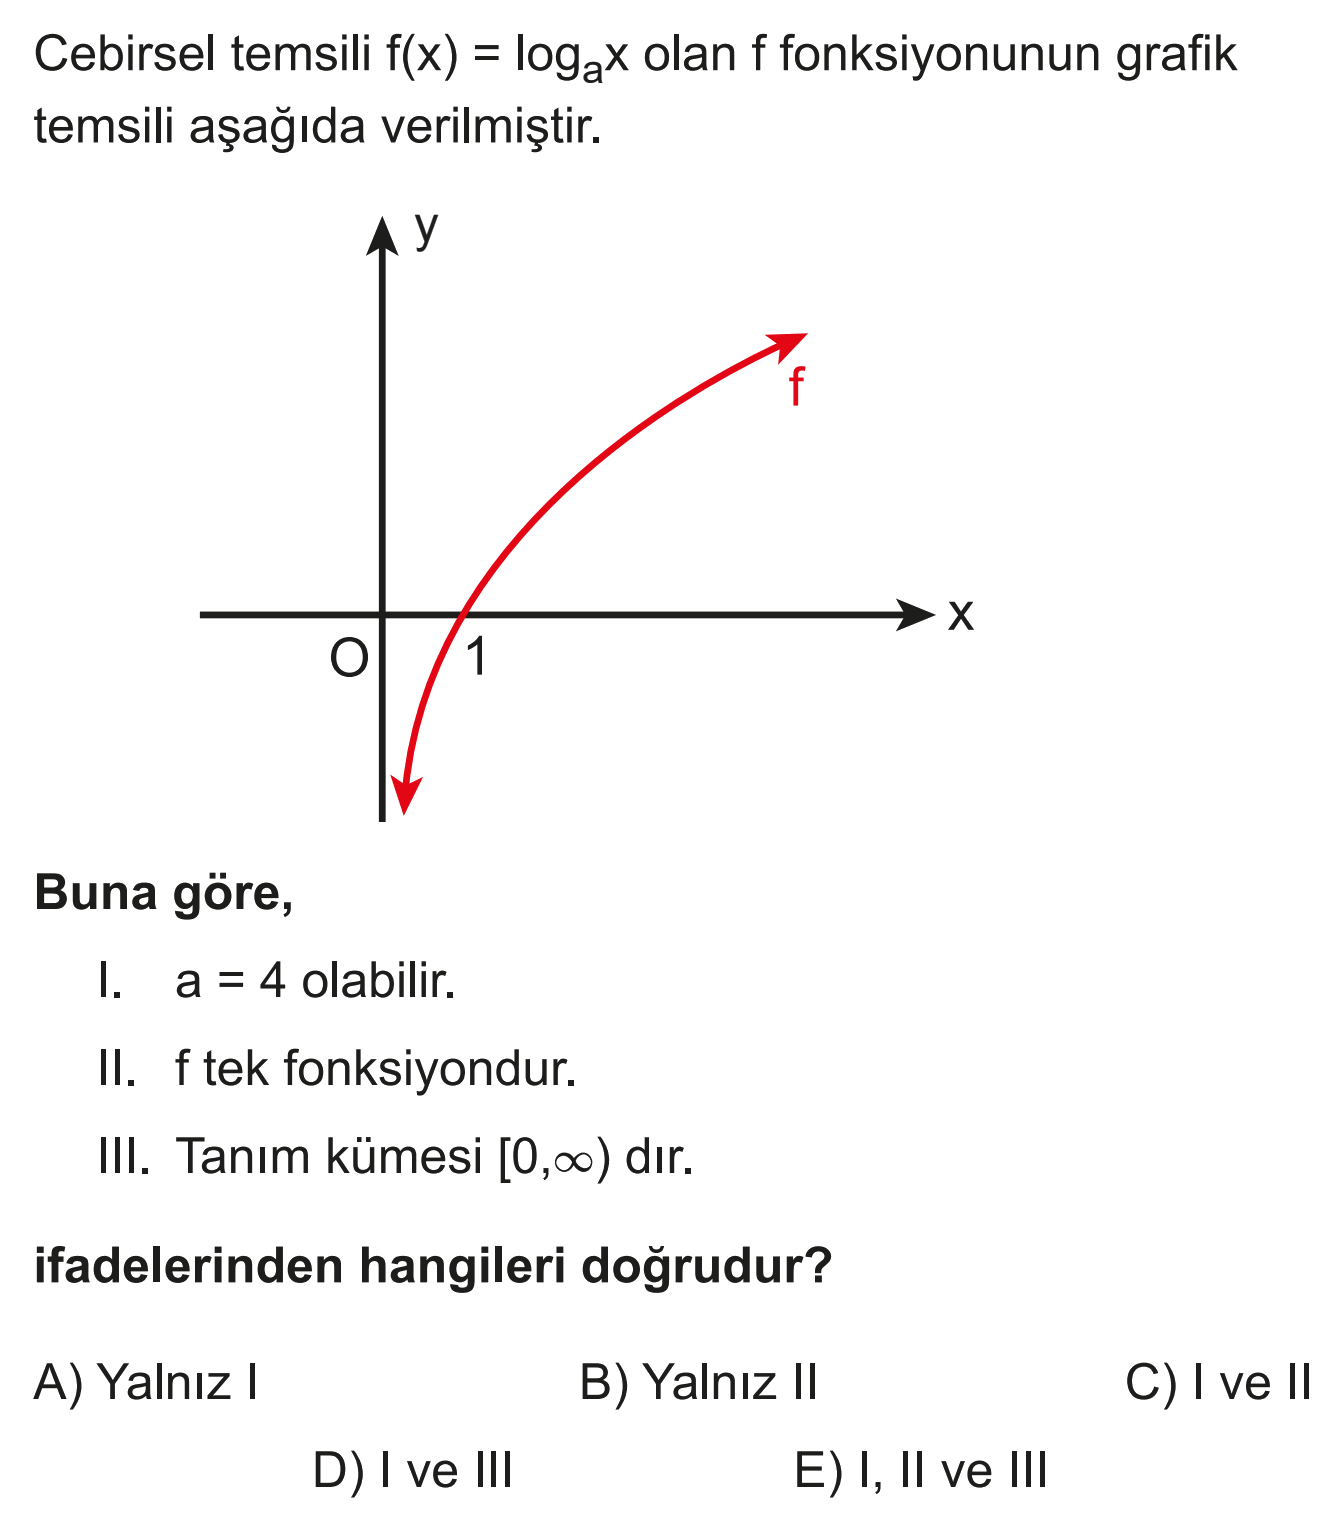 Cebirsel temsili f(x) = logₐx olan f fonksiyonunun grafik
temsili aşağıda verilmiştir.
y
f
x
O
1
Buna göre,
I. a = 4 olabilir.
II. f tek fonksiyondur.
III. Tanım kümesi [0,∞) dır.
ifadelerinden hangileri doğrudur?
A) Yalnız I B) Yalnız II C) I ve II
D) I ve III E) I, II ve III